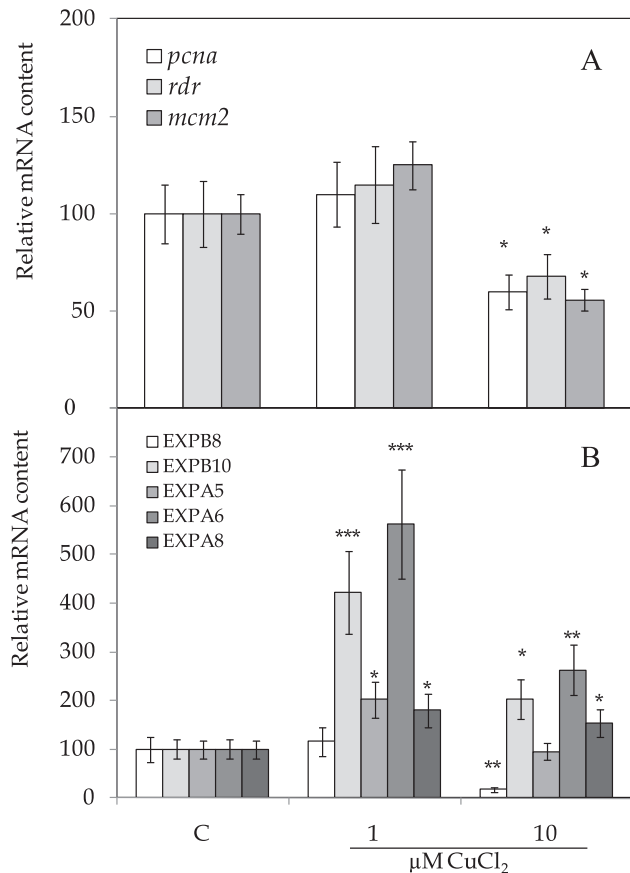 200
150
100
50
0
Relative mRNA content
A
pcna
rdr
mcm2
* * *
700
600
500
400
300
200
100
0
Relative mRNA content
B
EXPB8
EXPB10
EXPA5
EXPA6
EXPA8
***
***
*
*
**
*
**
*
C 1 10
µM CuCl₂